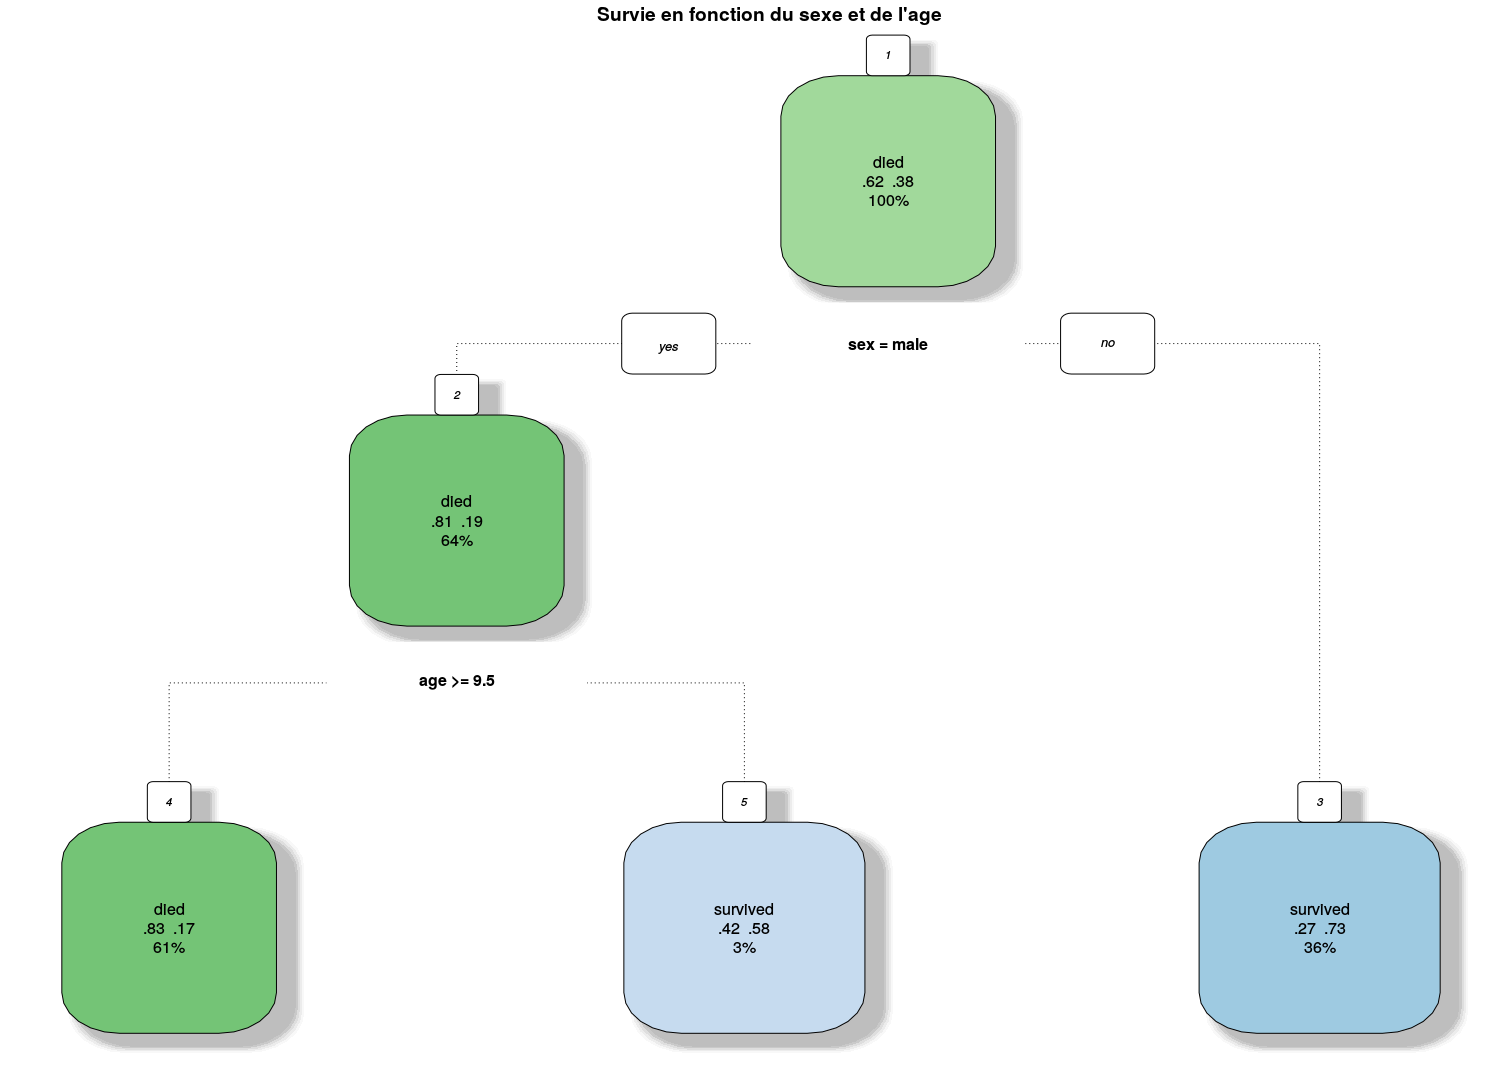 Survie en fonction du sexe et de l'age
1
died
.62 .38
100%
yes
sex = male
no
2
died
.81 .19
64%
age >= 9.5
4
died
.83 .17
61%
5
survived
.42 .58
3%
3
survived
.27 .73
36%